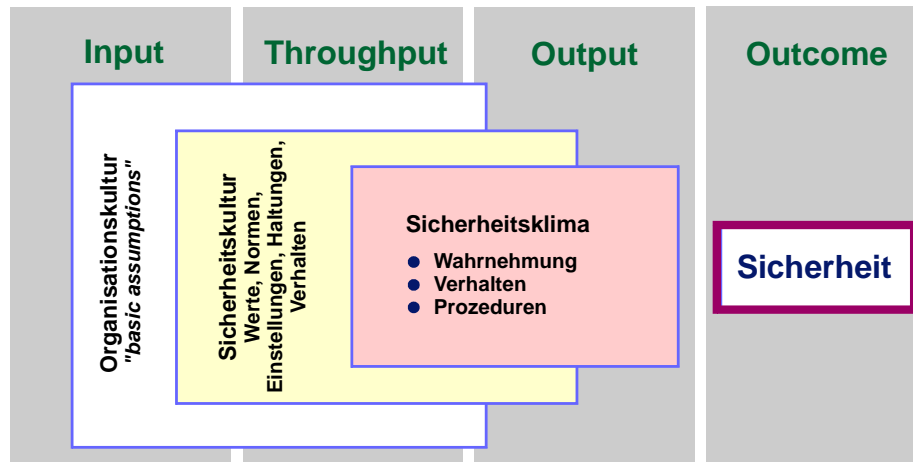 Input
Throughput
Output
Outcome
Organisationskultur
"basic assumptions"
Sicherheitskultur
Werte, Normen,
Einstellungen, Haltungen,
Verhalten
Sicherheitsklima
● Wahrnehmung
● Verhalten
● Prozeduren
Sicherheit